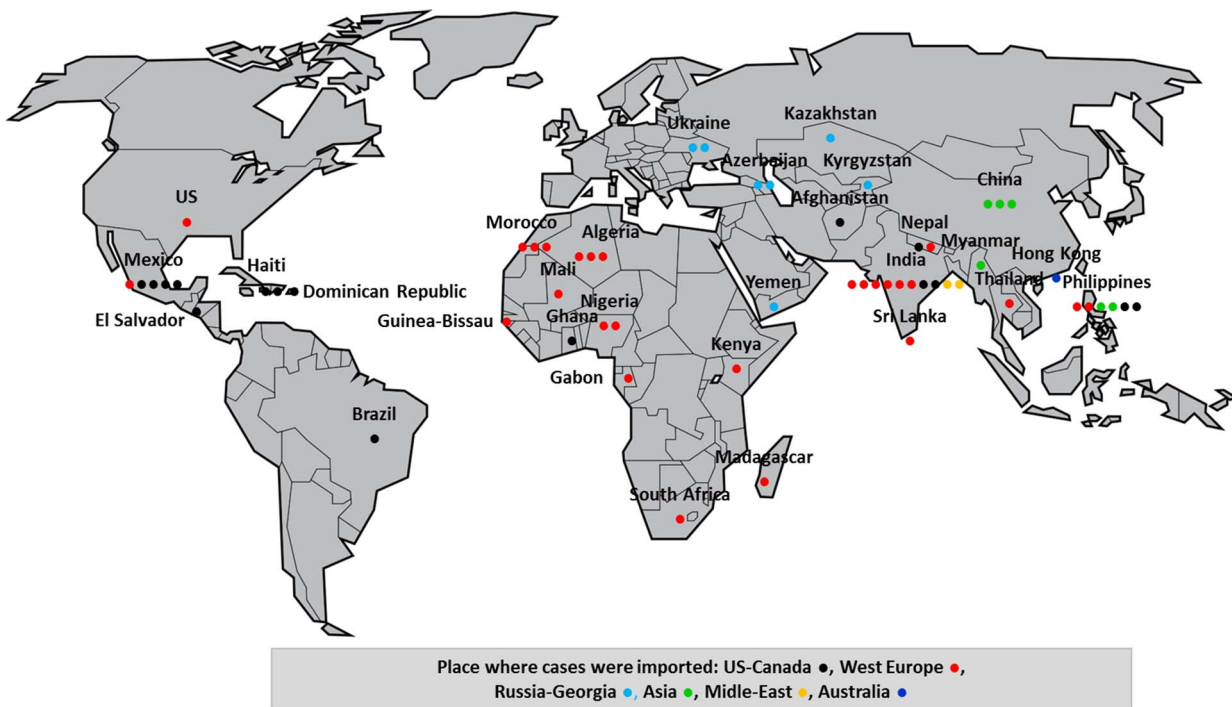 Kazakhstan
Ukraine
Azerbaijan Kyrgyzstan
China
US
Afghanistan
Morocco Algeria Nepal
Myanmar
Mexico Haiti Mali India Hong Kong
Dominican Republic Yemen Thailand Philippines
Nigeria
El Salvador Guinea-Bissau Ghana Sri Lanka
Kenya
Gabon
Brazil
Madagascar
South Africa
Place where cases were imported: US-Canada ●, West Europe ●,
Russia-Georgia ●, Asia ●, Midle-East ●, Australia ●